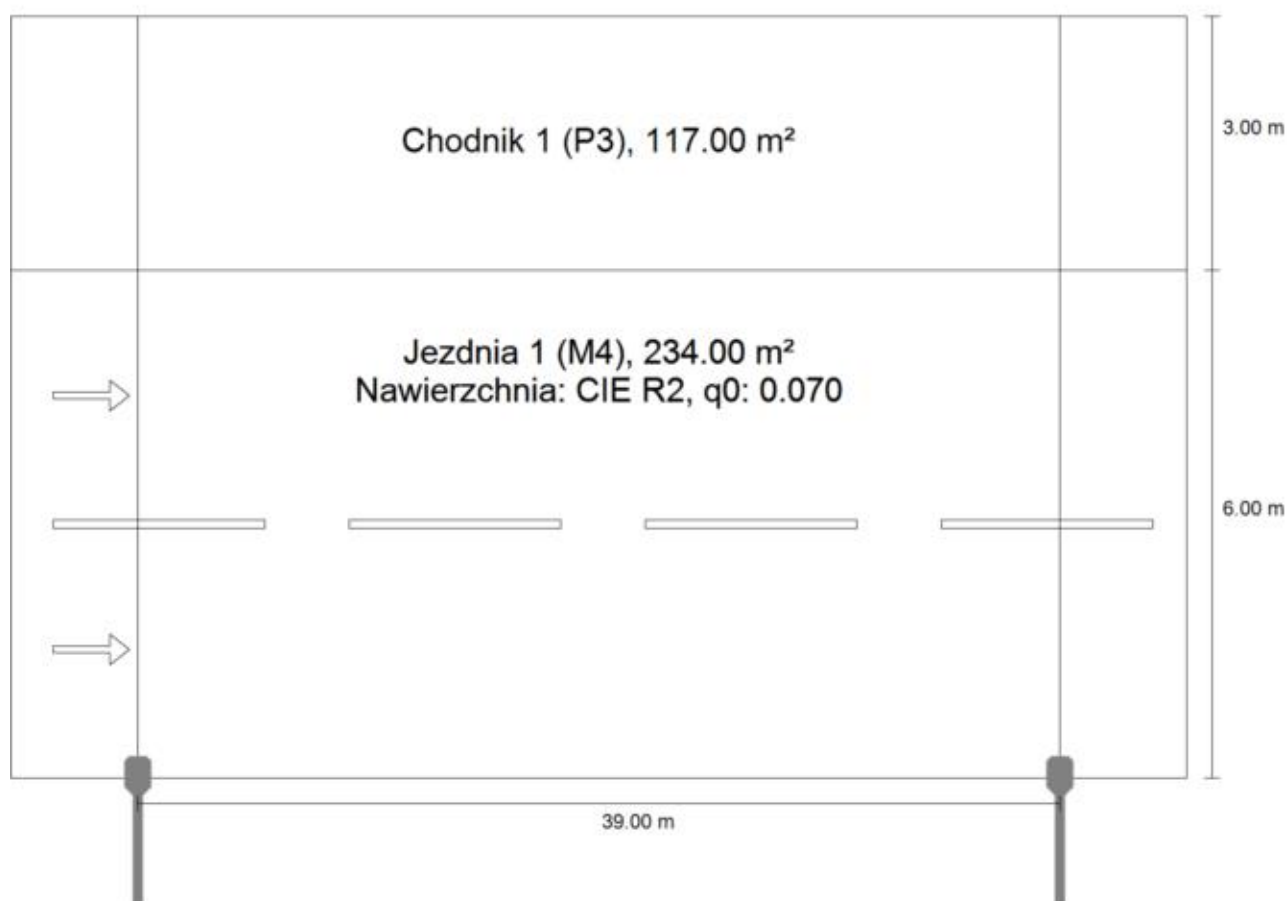 Chodnik 1 (P3), 117.00 m²
3.00 m
Jezdnia 1 (M4), 234.00 m²
Nawierzchnia: CIE R2, q0: 0.070
6.00 m
39.00 m